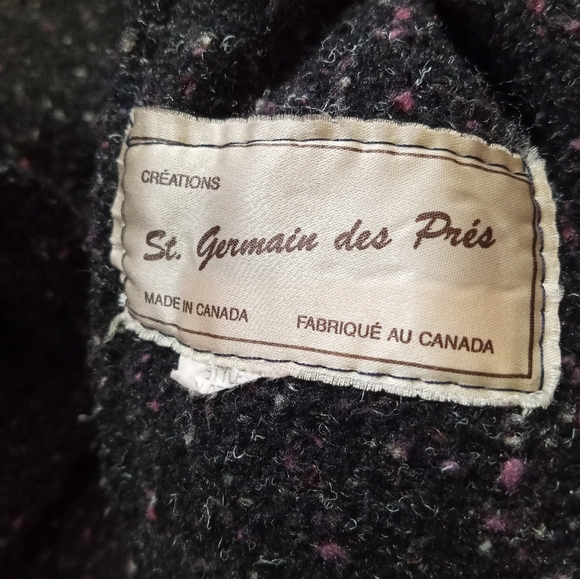 CRÉATIONS
St. Germain des Prés
MADE IN CANADA
FABRIQUÉ AU CANADA